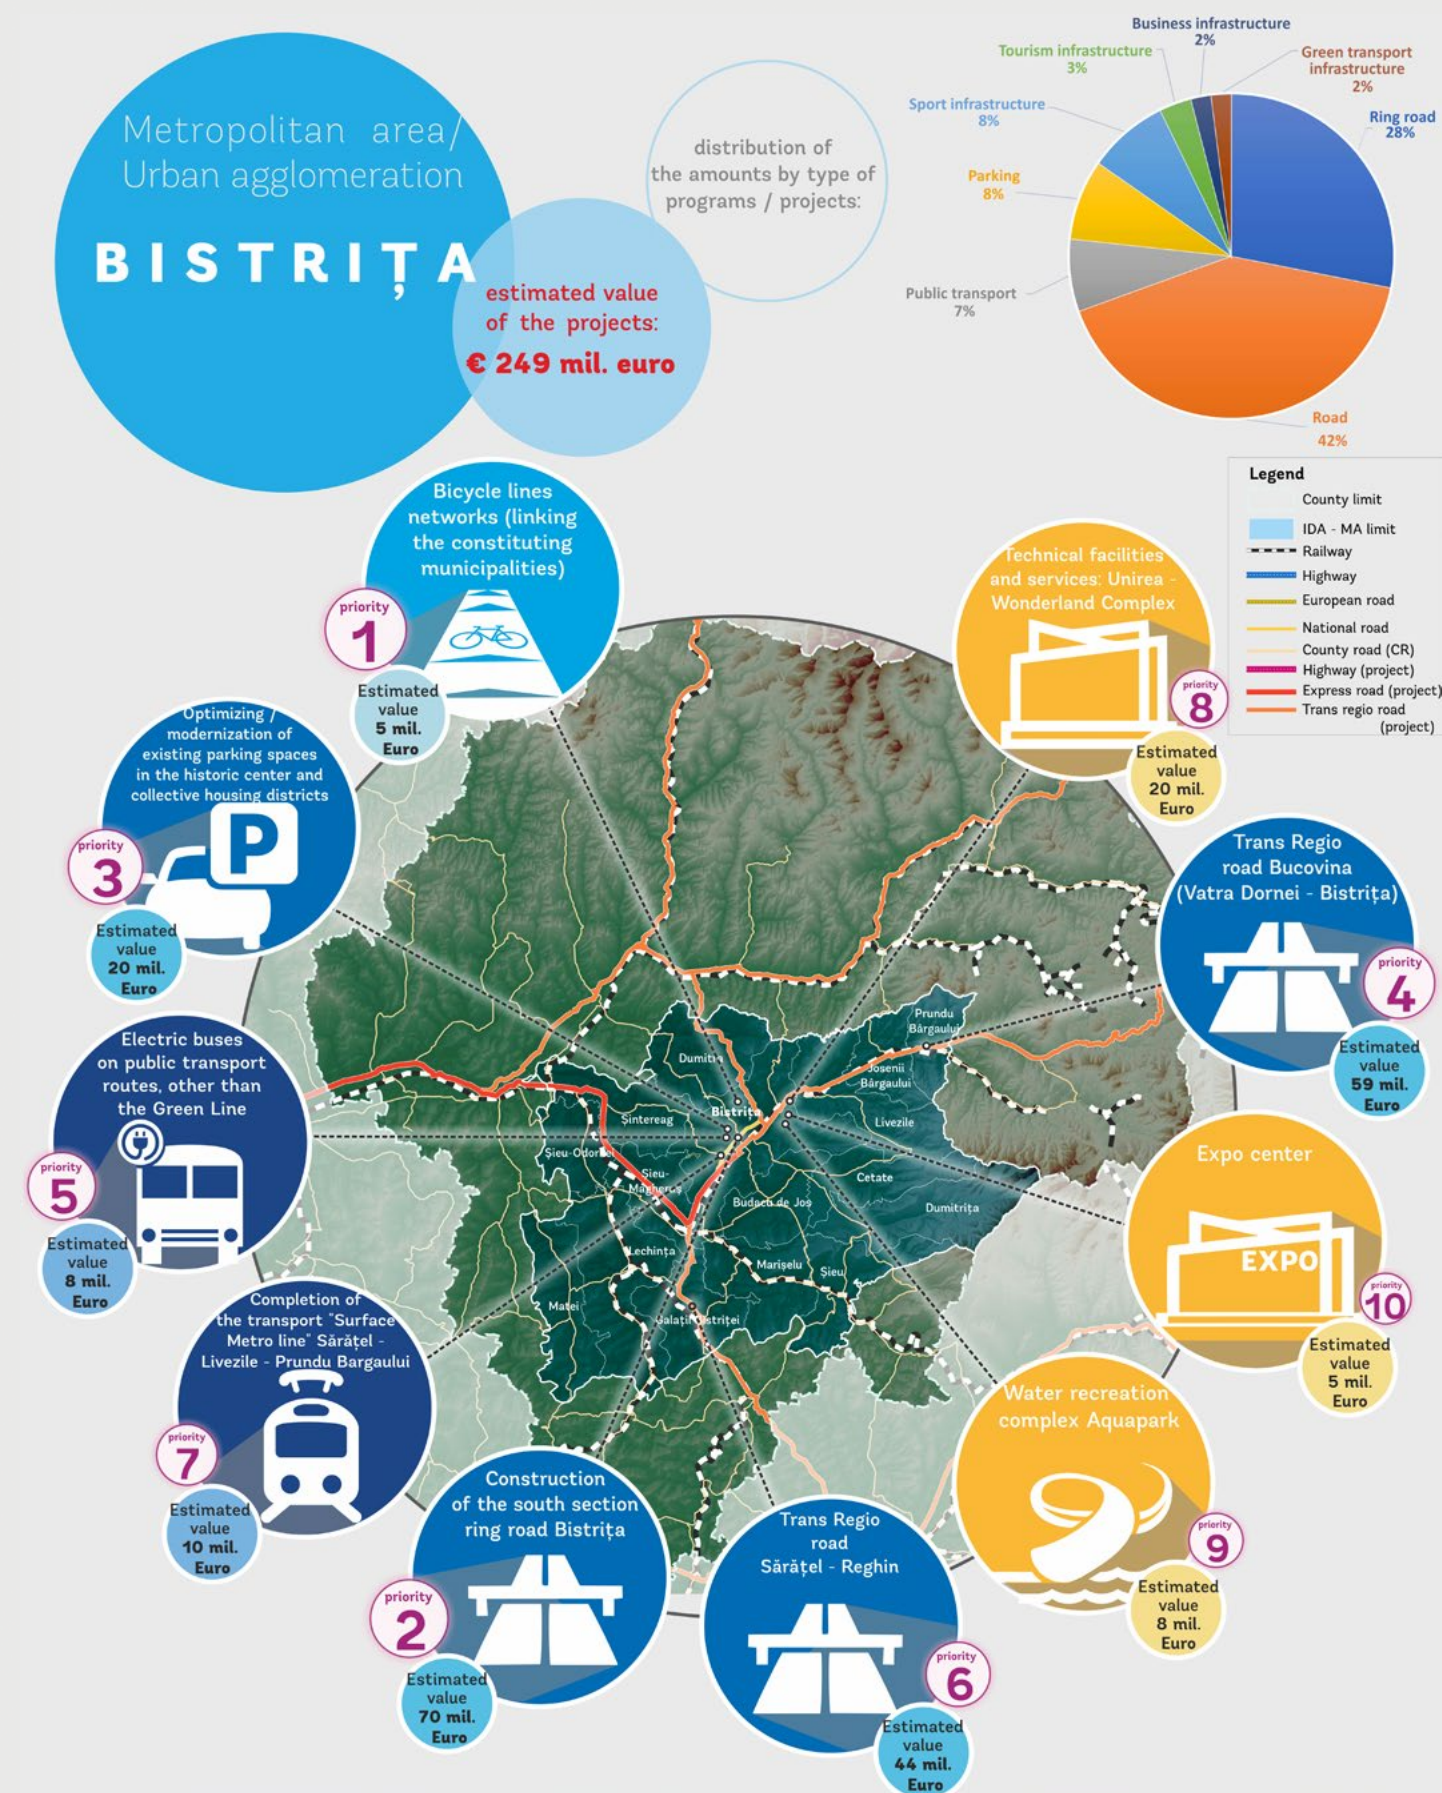 Metropolitan area/
Urban agglomeration
BISTRIȚA
estimated value
of the projects:
€ 249 mil. euro
distribution of
the amounts by type of
programs / projects:
Business infrastructure
2%
Tourism infrastructure
3%
Green transport
infrastructure
2%
Sport infrastructure
8%
Ring road
28%
Parking
8%
Public transport
7%
Road
42%
Legend
County limit
IDA - MA limit
Railway
Highway
European road
National road
County road (CR)
Highway (project)
Express road (project)
Trans regio road
(project)
Bicycle lines
networks (linking
the constituting
municipalities)
priority
1
Estimated
value
5 mil.
Euro
Technical facilities
and services: Unirea -
Wonderland Complex
priority
8
Estimated
value
20 mil.
Euro
Optimizing /
modernization of
existing parking spaces
in the historic center and
collective housing districts
P
priority
3
Estimated
value
20 mil.
Euro
Trans Regio
road Bucovina
(Vatra Dornei - Bistrița)
priority
4
Estimated
value
59 mil.
Euro
Electric buses
on public transport
routes, other than
the Green Line
priority
5
Estimated
value
8 mil.
Euro
Prundu
Bârgaului
Dumitra
Josenii
Bârgaului
Bistrița
Șintereag
Livezile
Șieu-Odorhei
Șieu-
Măgheruș
Cetate
Budacu de Jos
Dumitrița
Lechința
Marișelu
Șieu
Matei
Galații Bistriței
Expo center
EXPO
priority
10
Estimated
value
5 mil.
Euro
Completion of
the transport "Surface
Metro line" Sărățel -
Livezile - Prundu Bargaului
priority
7
Estimated
value
10 mil.
Euro
Water recreation
complex Aquapark
priority
9
Estimated
value
8 mil.
Euro
Construction
of the south section
ring road Bistrița
priority
2
Estimated
value
70 mil.
Euro
Trans Regio
road
Sărățel - Reghin
priority
6
Estimated
value
44 mil.
Euro